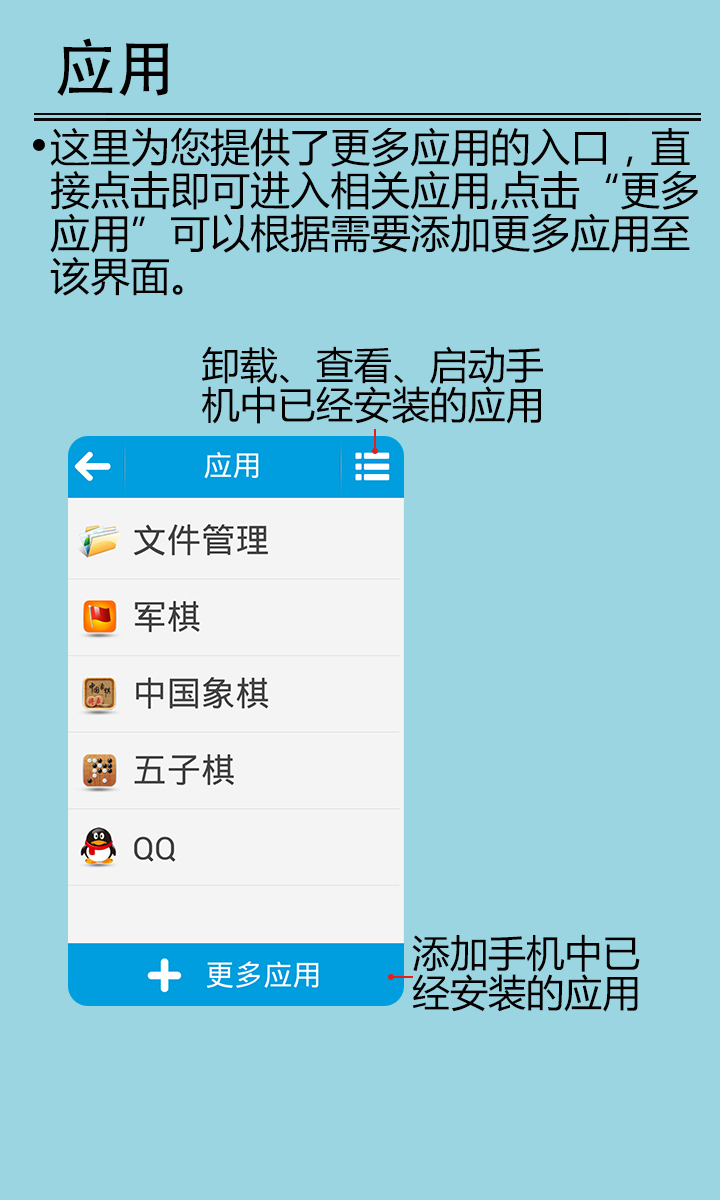 应用
•这里为您提供了更多应用的入口，直
接点击即可进入相关应用,点击“更多
应用”可以根据需要添加更多应用至
该界面。
卸载、查看、启动手
机中已经安装的应用
应用
文件管理
军棋
中国象棋
五子棋
QQ
更多应用
添加手机中已
经安装的应用